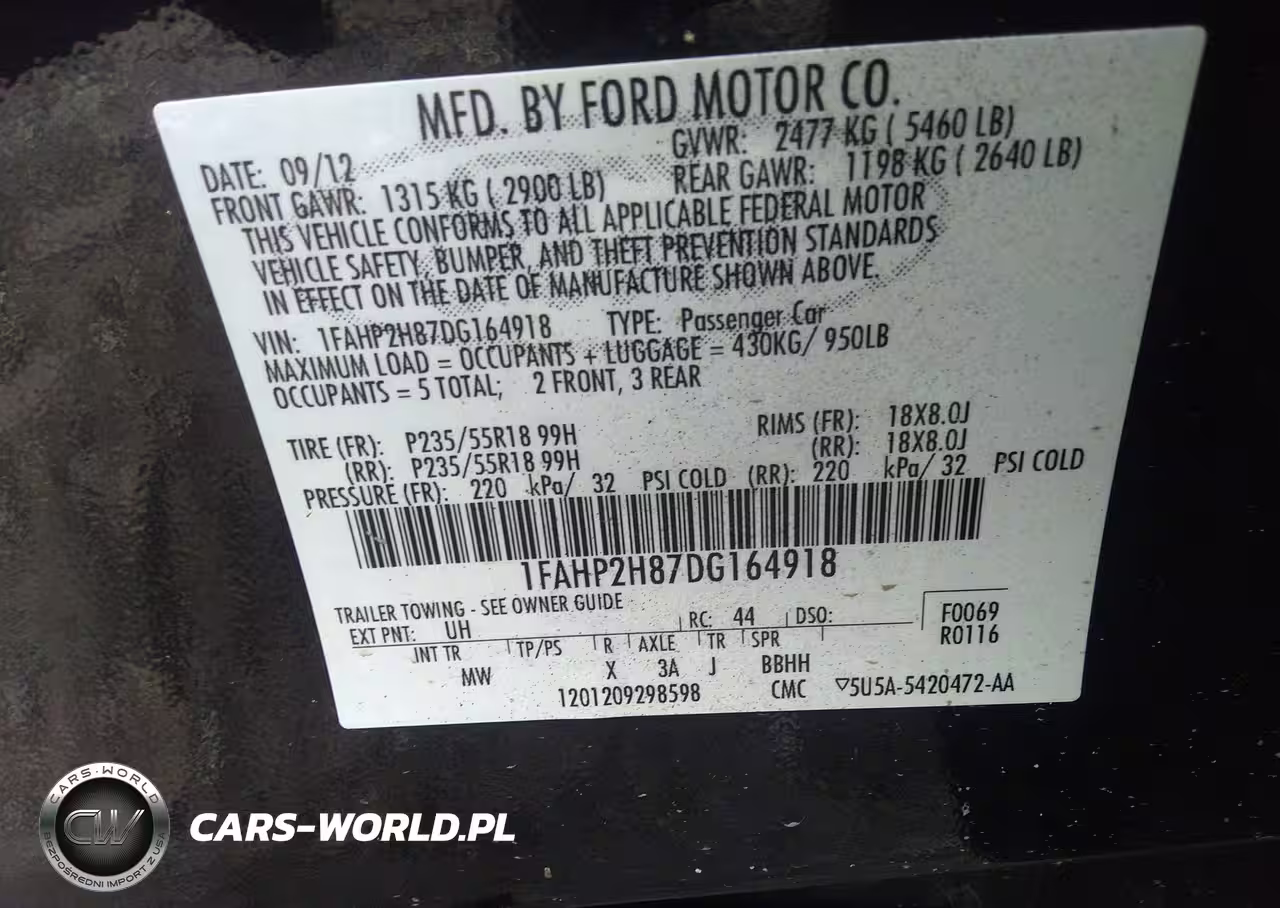 MFD. BY FORD MOTOR CO.
DATE: 09/12 GVWR: 2477 KG ( 5460 LB)
FRONT GAWR: 1315 KG ( 2900 LB) REAR GAWR: 1198 KG ( 2640 LB)
THIS VEHICLE CONFORMS TO ALL APPLICABLE FEDERAL MOTOR
VEHICLE SAFETY, BUMPER, AND THEFT PREVENTION STANDARDS
IN EFFECT ON THE DATE OF MANUFACTURE SHOWN ABOVE.
VIN: 1FAHP2H87DG164918 TYPE: Passenger Car
MAXIMUM LOAD = OCCUPANTS + LUGGAGE = 430KG/ 950LB
OCCUPANTS = 5 TOTAL; 2 FRONT, 3 REAR
TIRE (FR): P235/55R18 99H RIMS (FR): 18X8.0J
(RR): P235/55R18 99H (RR): 18X8.0J
PRESSURE (FR): 220 kPa/ 32 PSI COLD (RR): 220 kPa/ 32 PSI COLD
1FAHP2H87DG164918
TRAILER TOWING - SEE OWNER GUIDE
EXT PNT: UH RC: 44 DSO: F0069
R0116
INT TR TP/PS R AXLE TR SPR
MW X 3A J BBHH
1201209298598 CMC ▽5U5A-5420472-AA
CARS-WORLD
CW
BEZPOŚREDNI IMPORT Z USA
CARS-WORLD.PL